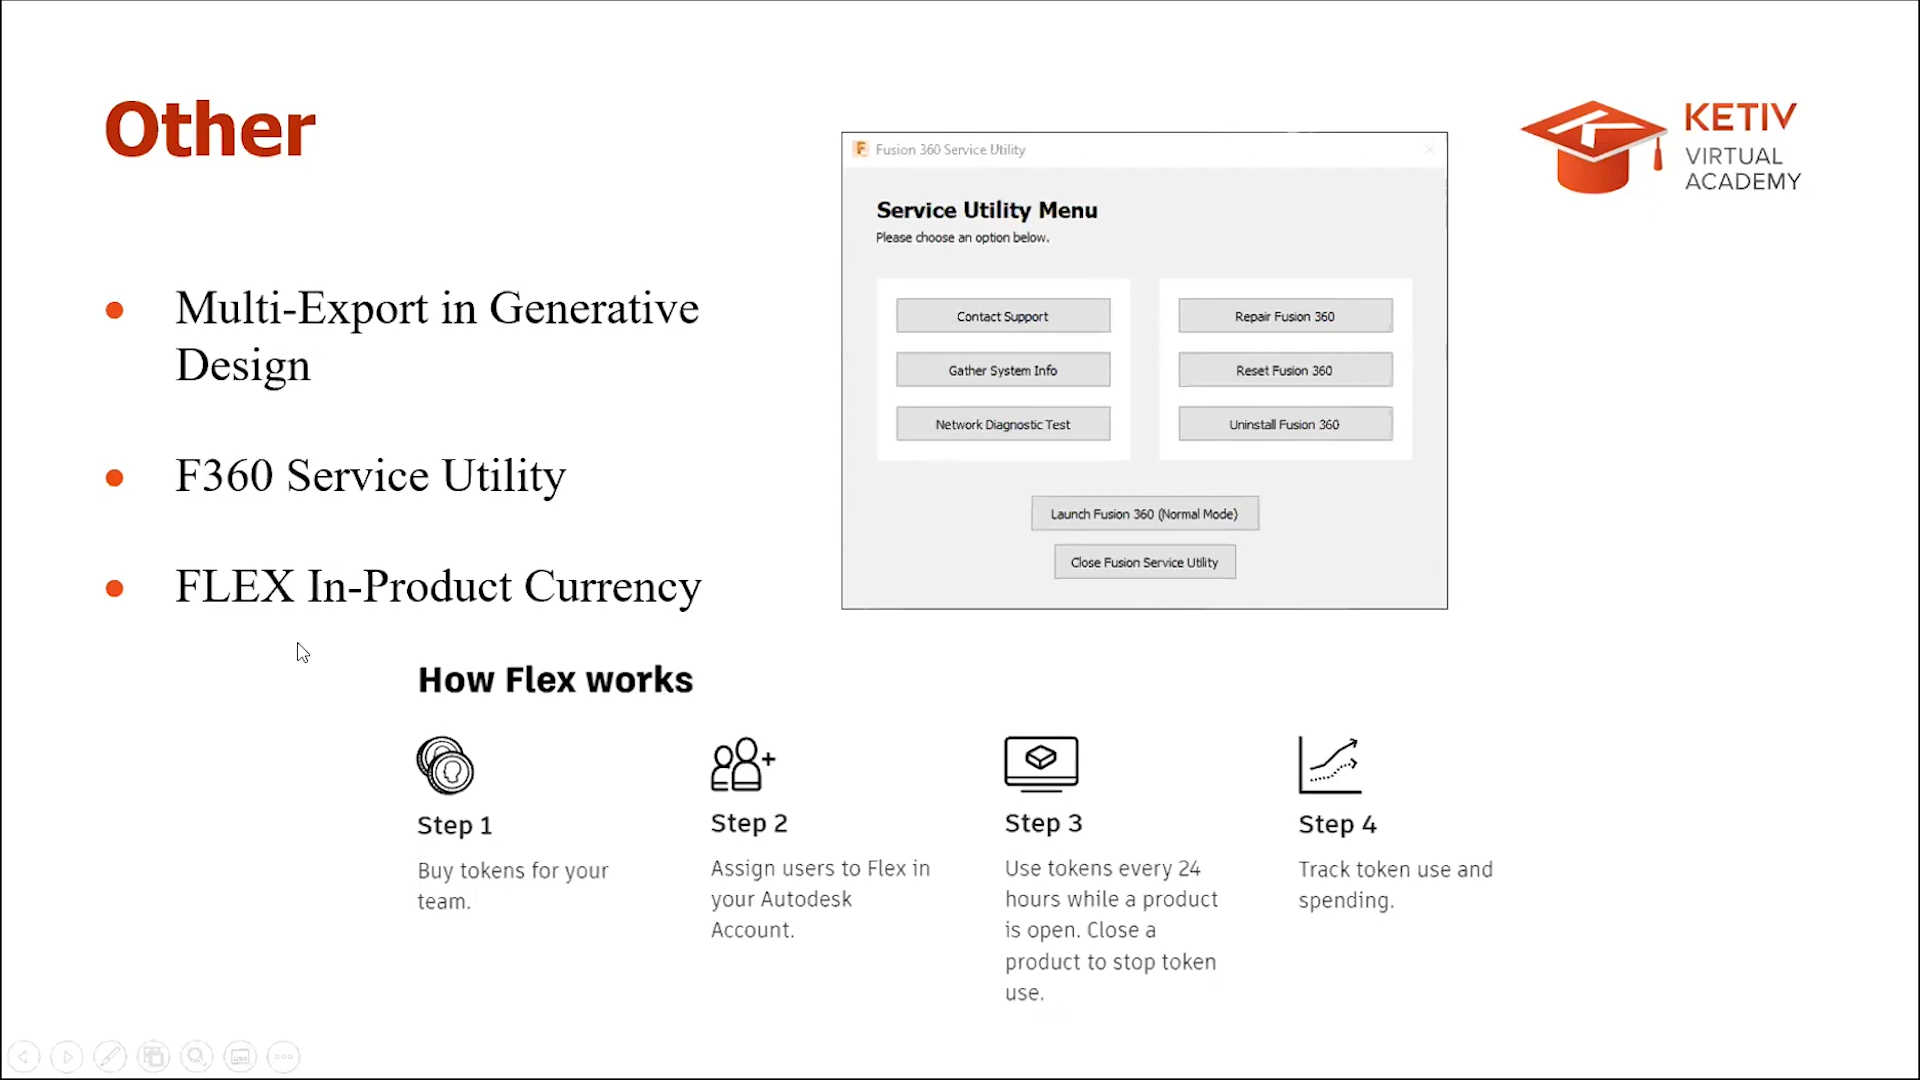 Other
KETIV
VIRTUAL
ACADEMY
Multi-Export in Generative
Design
F360 Service Utility
FLEX In-Product Currency
Fusion 360 Service Utility
Service Utility Menu
Please choose an option below.
Contact Support
Repair Fusion 360
Gather System Info
Reset Fusion 360
Network Diagnostic Test
Uninstall Fusion 360
Launch Fusion 360 (Normal Mode)
Close Fusion Service Utility
How Flex works
Step 1
Buy tokens for your
team.
Step 2
Assign users to Flex in
your Autodesk
Account.
Step 3
Use tokens every 24
hours while a product
is open. Close a
product to stop token
use.
Step 4
Track token use and
spending.